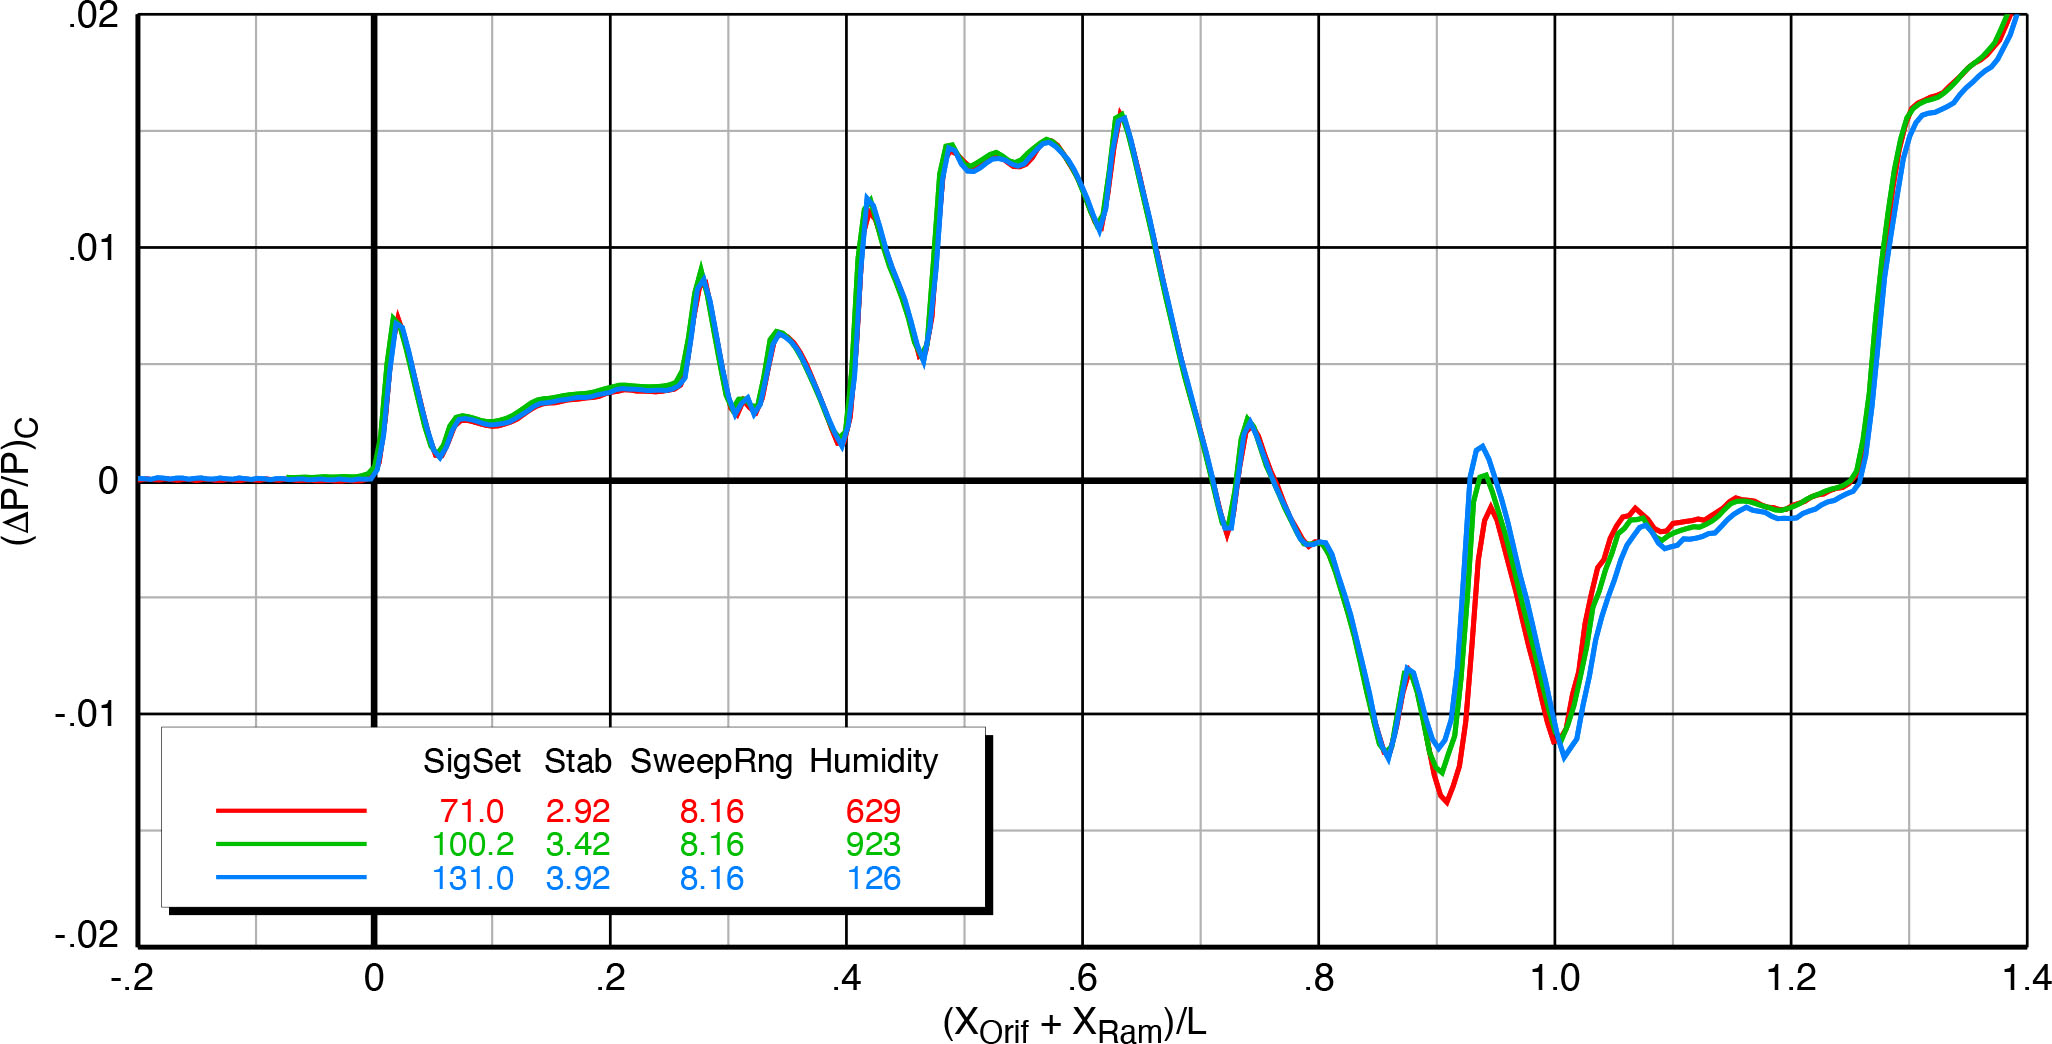 .02
.01
0
-.01
-.02
(ΔP/P)C
SigSet Stab SweepRng Humidity
71.0 2.92 8.16 629
100.2 3.42 8.16 923
131.0 3.92 8.16 126
-.2 0 .2 .4 .6 .8 1.0 1.2 1.4
(XOrif + XRam)/L